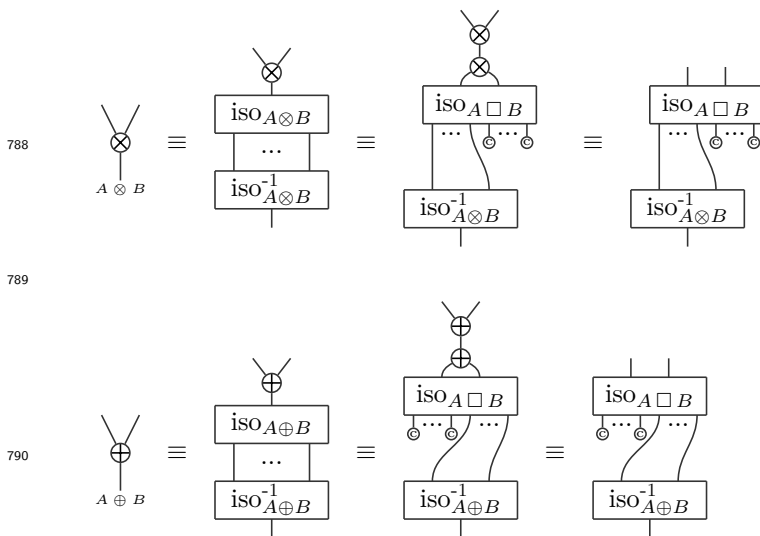 788
A ⊗ B ≡ iso_{A⊗B} ... iso^{-1}_{A⊗B} ≡ iso_{A □ B} ... ... © © iso^{-1}_{A⊗B} ≡ iso_{A □ B} ... ... © © iso^{-1}_{A⊗B}
789
790
A ⊕ B ≡ iso_{A⊕B} ... iso^{-1}_{A⊕B} ≡ iso_{A □ B} © ... © ... iso^{-1}_{A⊕B} ≡ iso_{A □ B} © ... © ... iso^{-1}_{A⊕B}